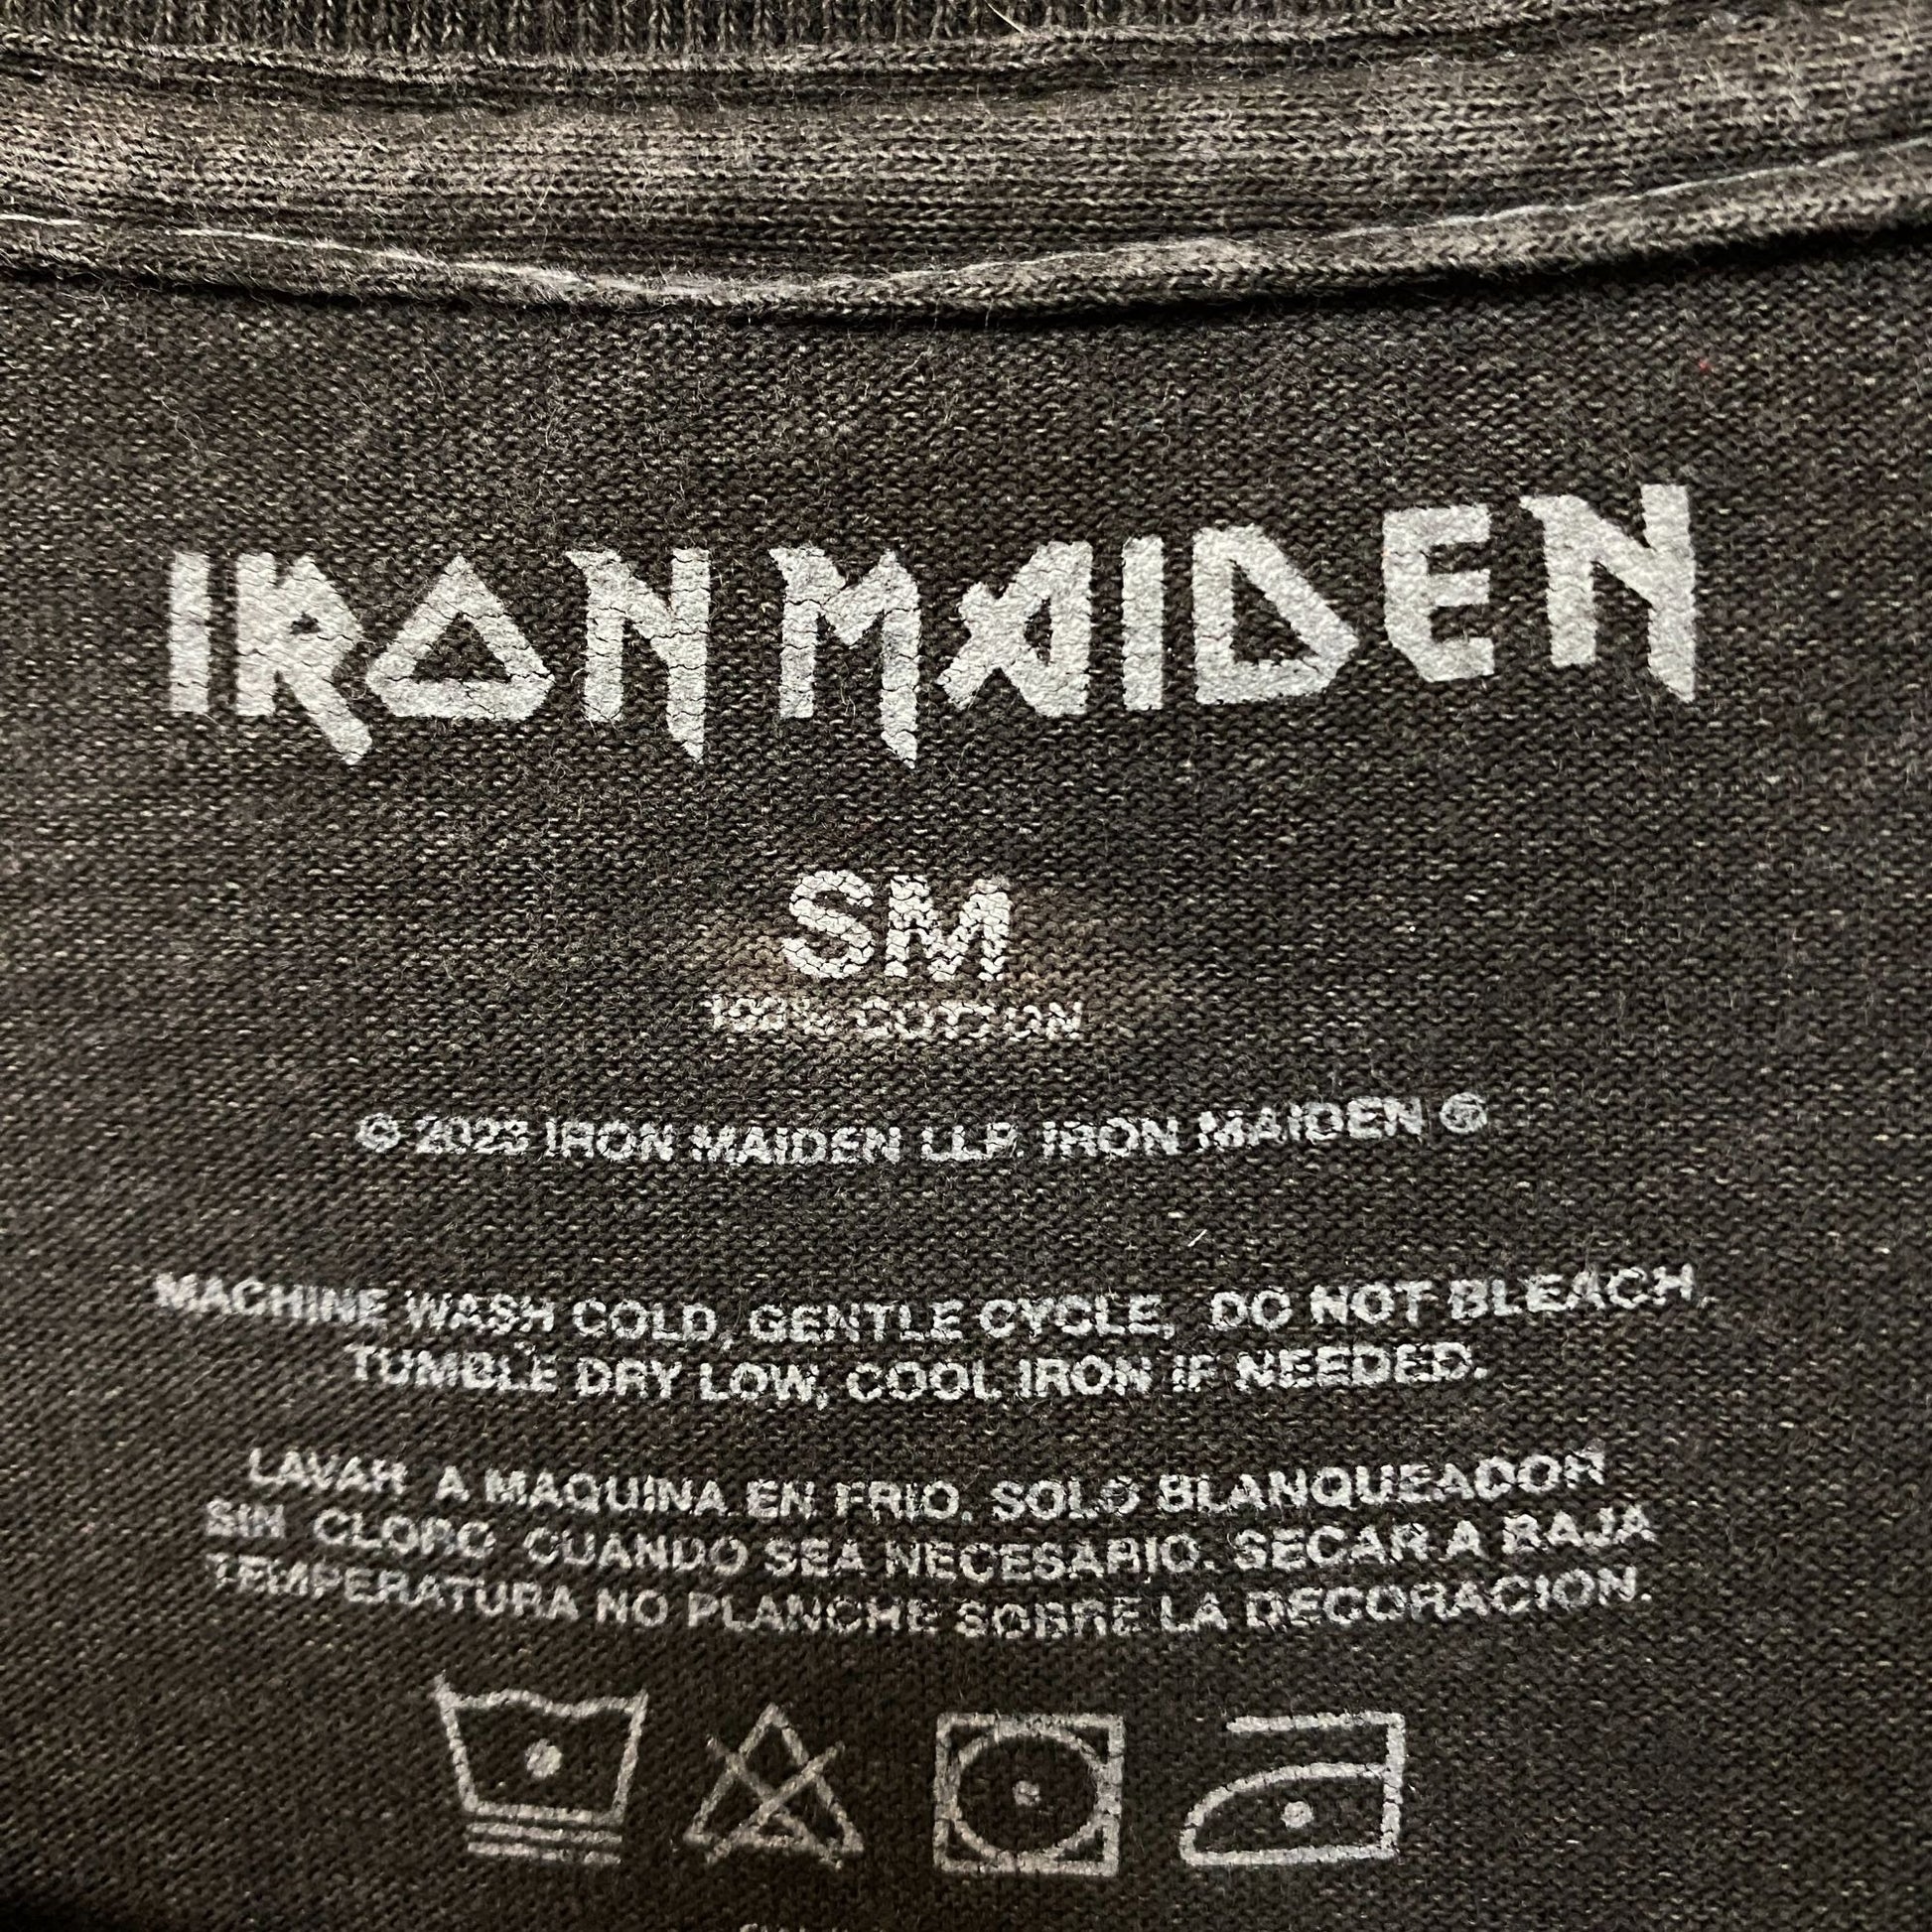 IRON MAIDEN
SM
100% COTTON
© 2023 IRON MAIDEN LLP. IRON MAIDEN ®
MACHINE WASH COLD, GENTLE CYCLE, DO NOT BLEACH,
TUMBLE DRY LOW, COOL IRON IF NEEDED.
LAVAR A MAQUINA EN FRIO. SOLO BLANQUEADOR
SIN CLORO CUANDO SEA NECESARIO. SECAR A BAJA
TEMPERATURA NO PLANCHE SOBRE LA DECORACION.